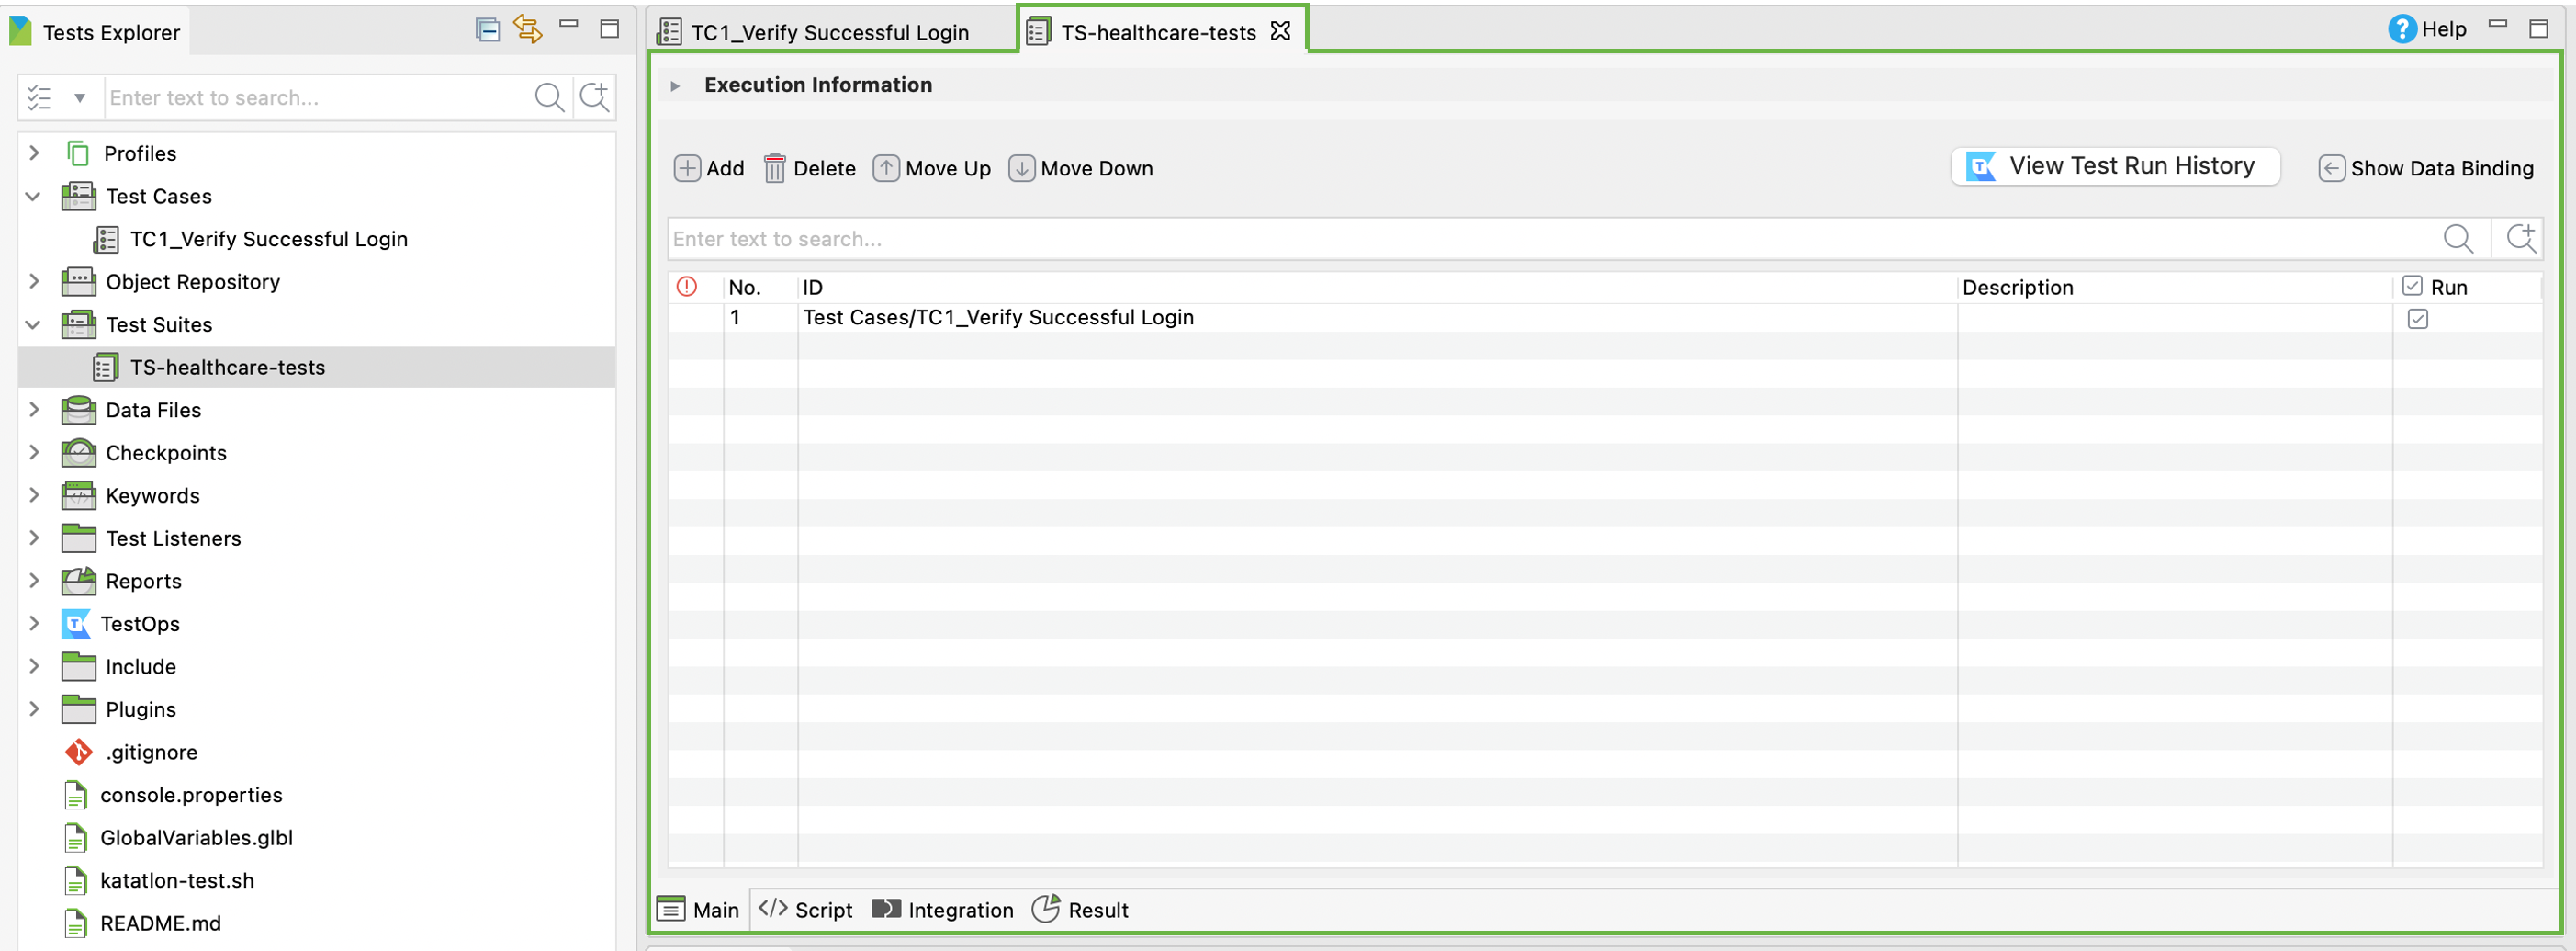 Tests Explorer
Enter text to search...
Profiles
Test Cases
TC1_Verify Successful Login
Object Repository
Test Suites
TS-healthcare-tests
Data Files
Checkpoints
Keywords
Test Listeners
Reports
TestOps
Include
Plugins
.gitignore
console.properties
GlobalVariables.glbl
katatlon-test.sh
README.md
TC1_Verify Successful Login TS-healthcare-tests Help
Execution Information
Add Delete Move Up Move Down View Test Run History Show Data Binding
Enter text to search...
No. ID Description Run
1 Test Cases/TC1_Verify Successful Login
Main Script Integration Result